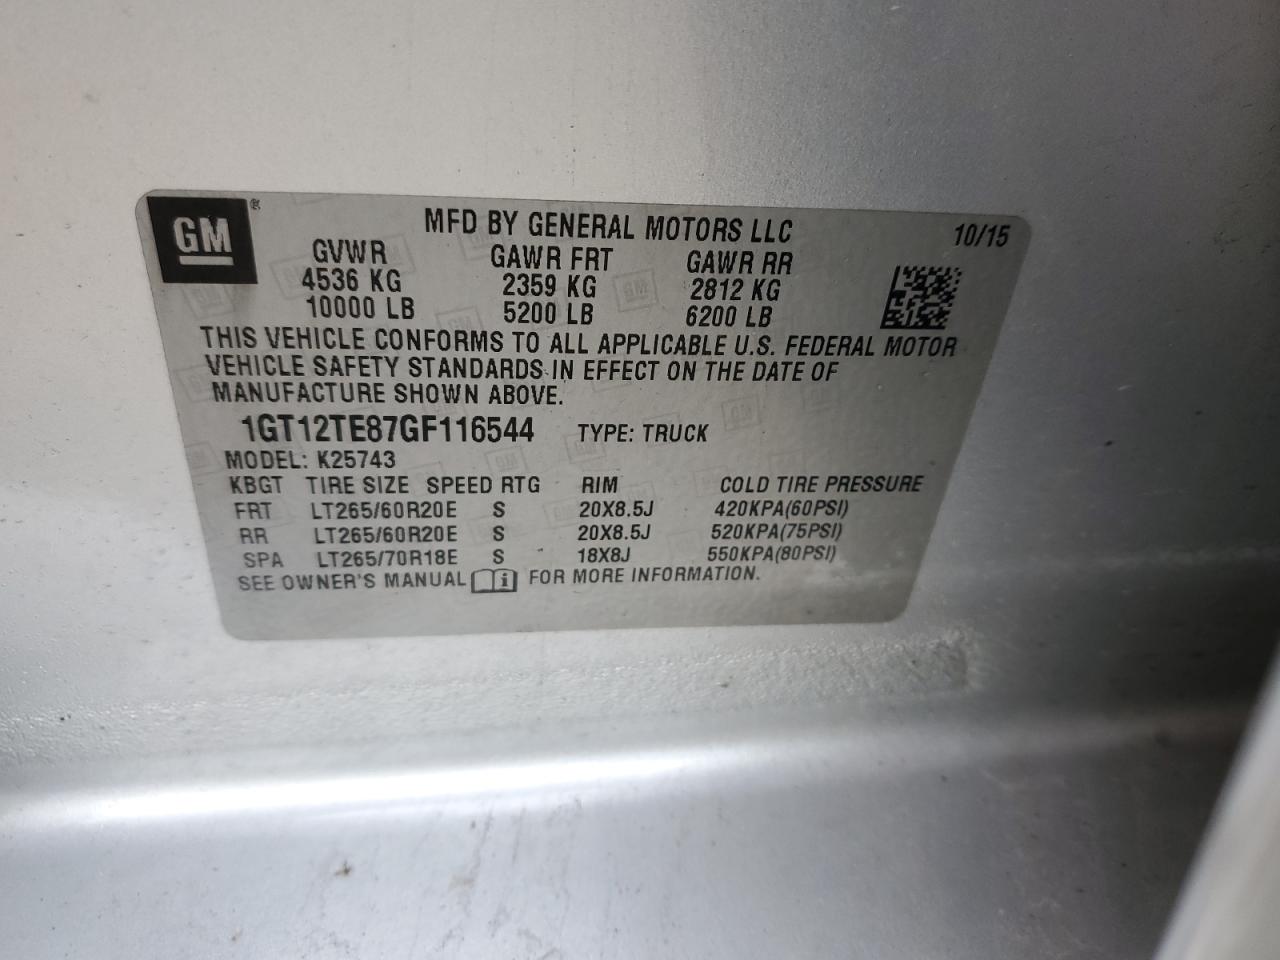 GM ® MFD BY GENERAL MOTORS LLC 10/15
GVWR GAWR FRT GAWR RR
4536 KG 2359 KG 2812 KG
10000 LB 5200 LB 6200 LB
THIS VEHICLE CONFORMS TO ALL APPLICABLE U.S. FEDERAL MOTOR
VEHICLE SAFETY STANDARDS IN EFFECT ON THE DATE OF
MANUFACTURE SHOWN ABOVE.
1GT12TE87GF116544 TYPE: TRUCK
MODEL: K25743
KBGT TIRE SIZE SPEED RTG RIM COLD TIRE PRESSURE
FRT LT265/60R20E S 20X8.5J 420KPA(60PSI)
RR LT265/60R20E S 20X8.5J 520KPA(75PSI)
SPA LT265/70R18E S 18X8J 550KPA(80PSI)
SEE OWNER'S MANUAL i FOR MORE INFORMATION.